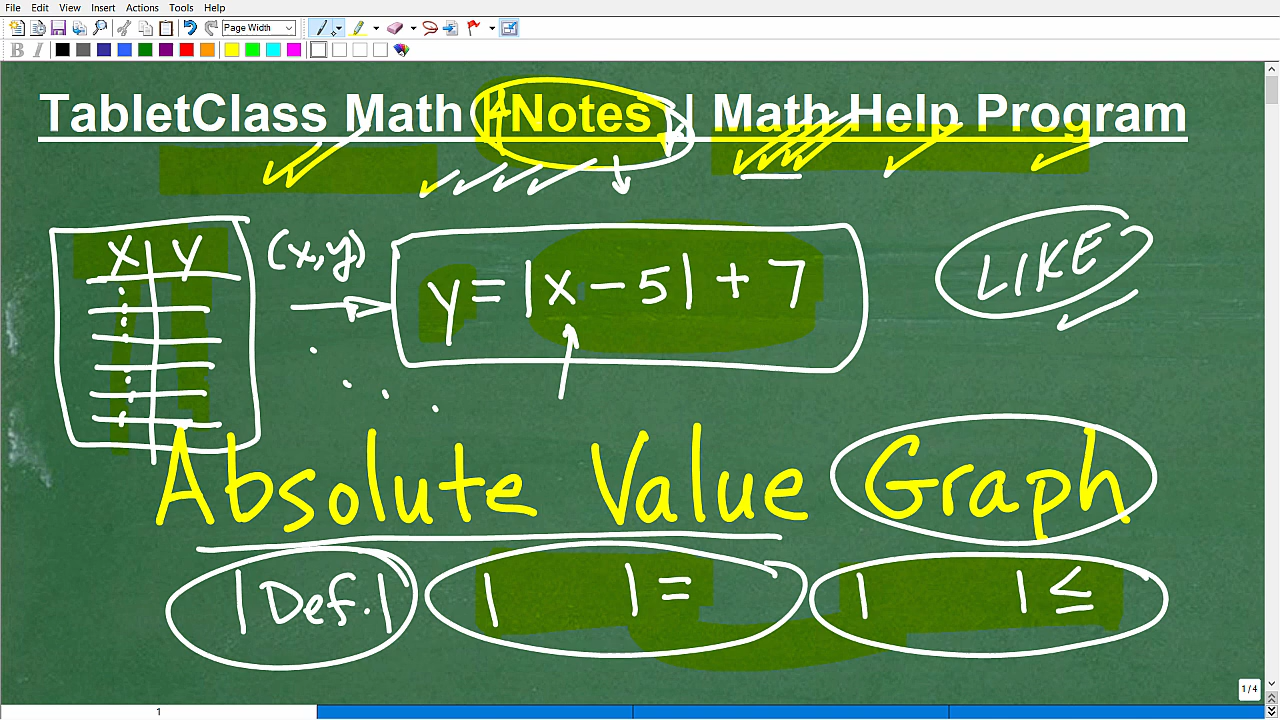 File Edit View Insert Actions Tools Help
Page Width
B I
TabletClass Math | Notes | Math Help Program
X Y
(x,y)
y = |x - 5| + 7
LIKE
Absolute Value Graph
|Def.|
| | =
| | ≤
1/4
1